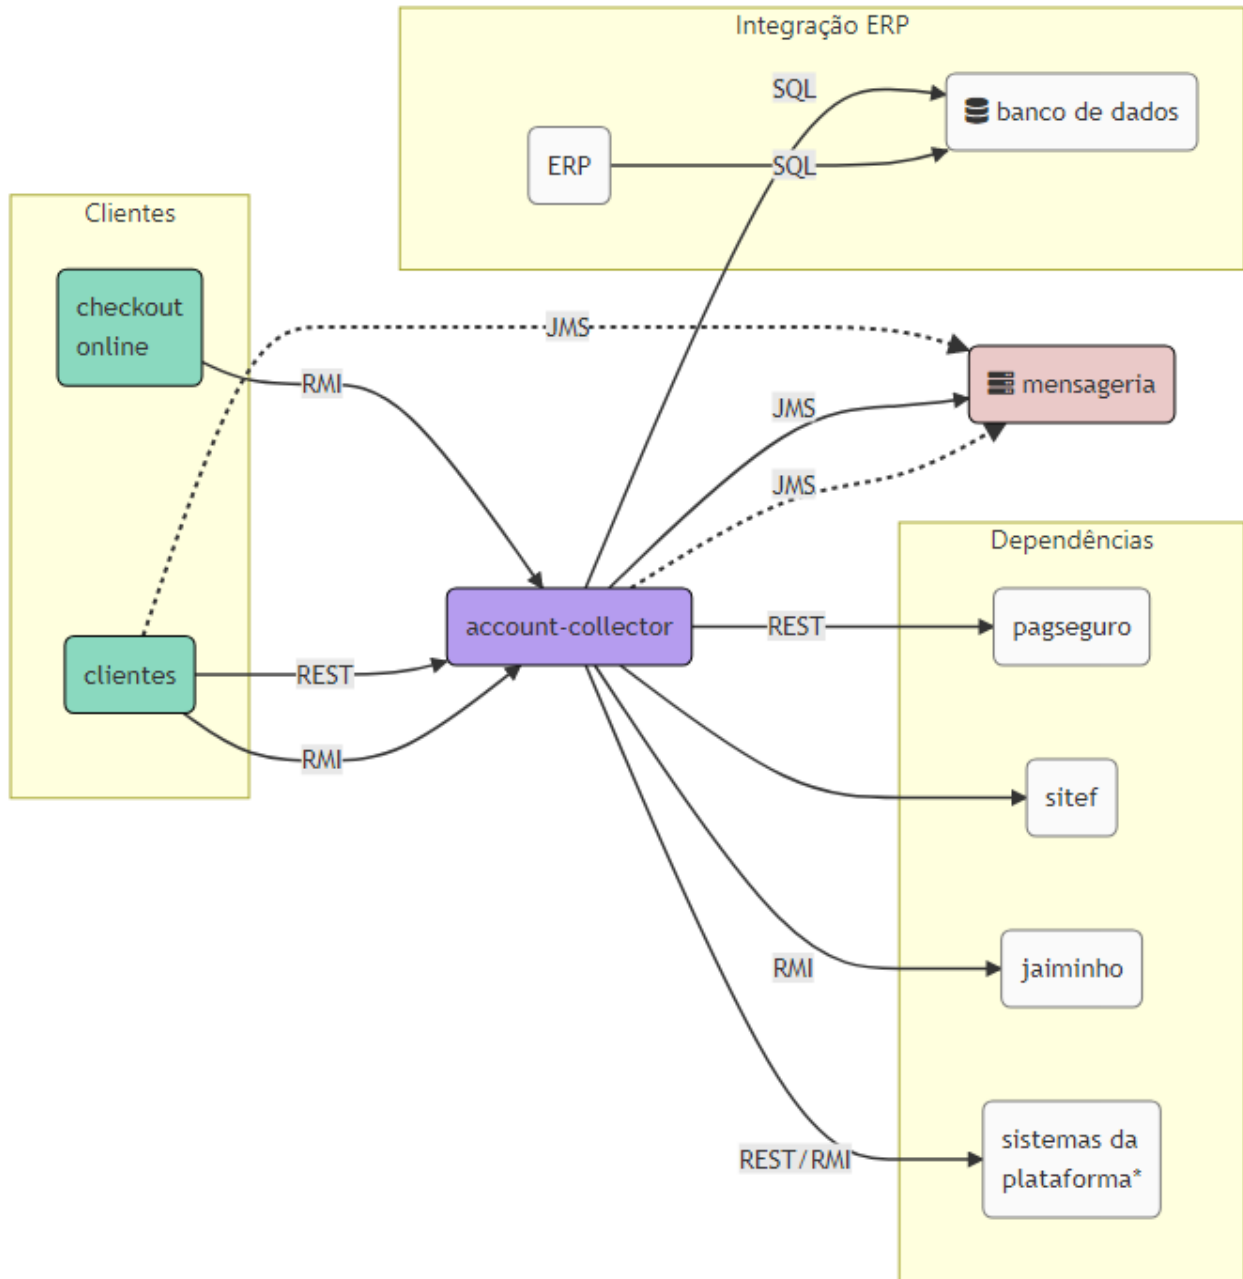 Integração ERP
SQL
banco de dados
ERP
SQL
Clientes
checkout
online
JMS
RMI
mensageria
JMS
JMS
Dependências
account-collector
REST
pagseguro
clientes
REST
RMI
sitef
RMI
jaiminho
REST/RMI
sistemas da
plataforma*